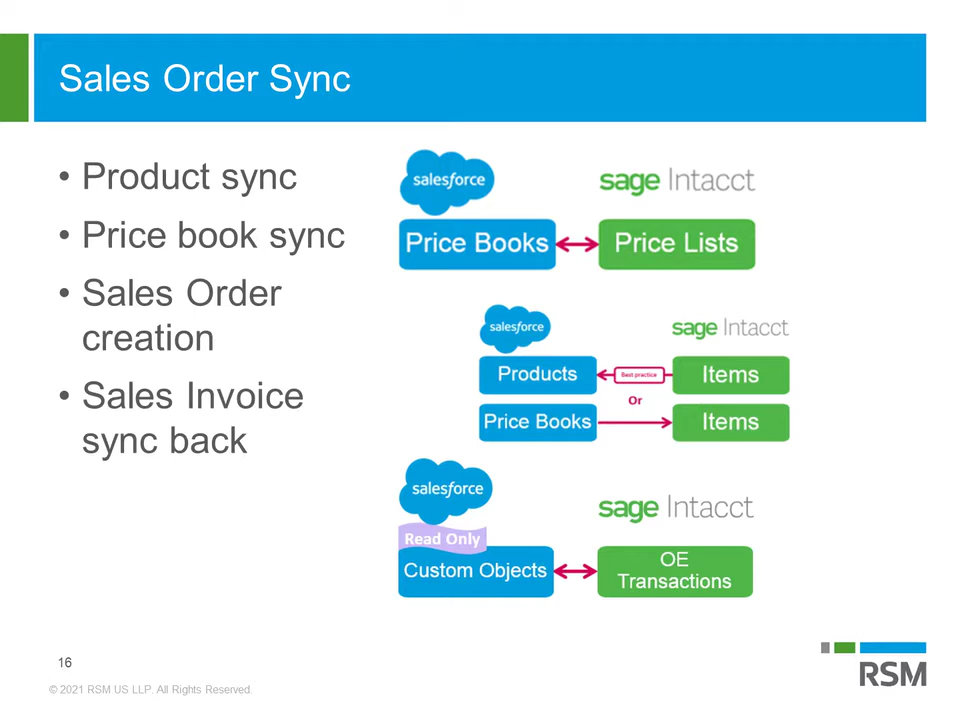 Sales Order Sync
• Product sync
• Price book sync
• Sales Order
creation
• Sales Invoice
sync back
salesforce
sage Intacct
Price Books
Price Lists
salesforce
sage Intacct
Products
Best practice
Items
Or
Price Books
Items
salesforce
sage Intacct
Read Only
Custom Objects
OE
Transactions
16
© 2021 RSM US LLP. All Rights Reserved.
RSM